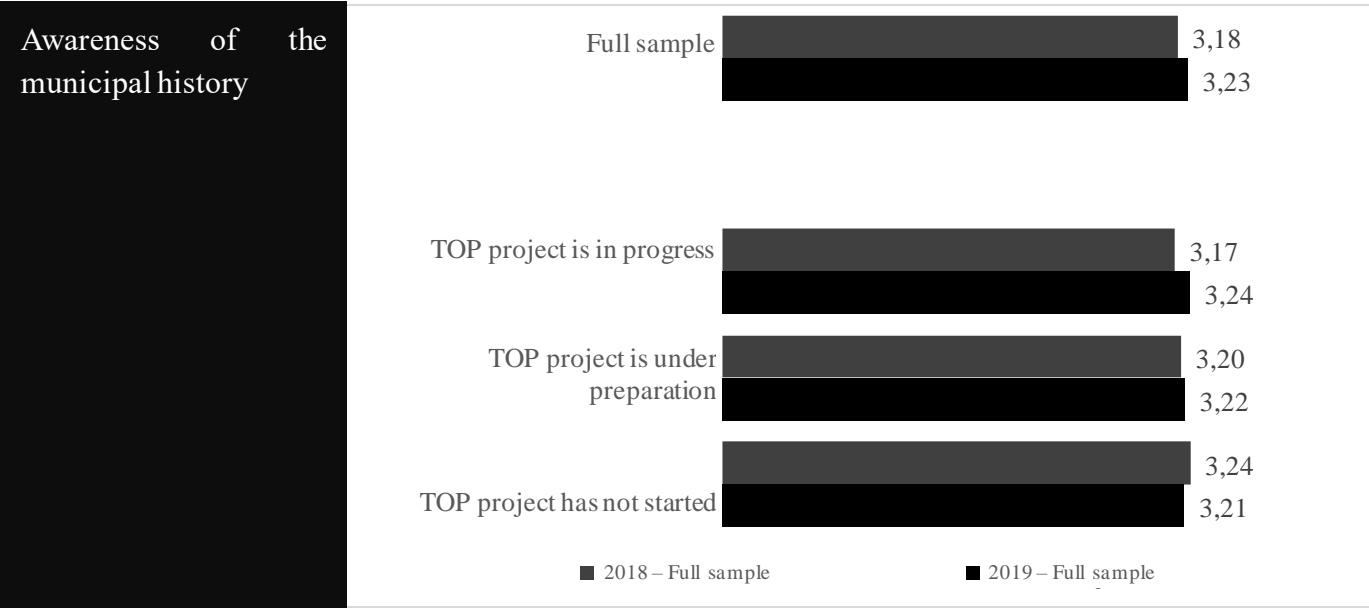 Awareness of the
municipal history
Full sample
3,18
3,23
TOP project is in progress
3,17
3,24
TOP project is under
preparation
3,20
3,22
TOP project has not started
3,24
3,21
2018 – Full sample
2019 – Full sample